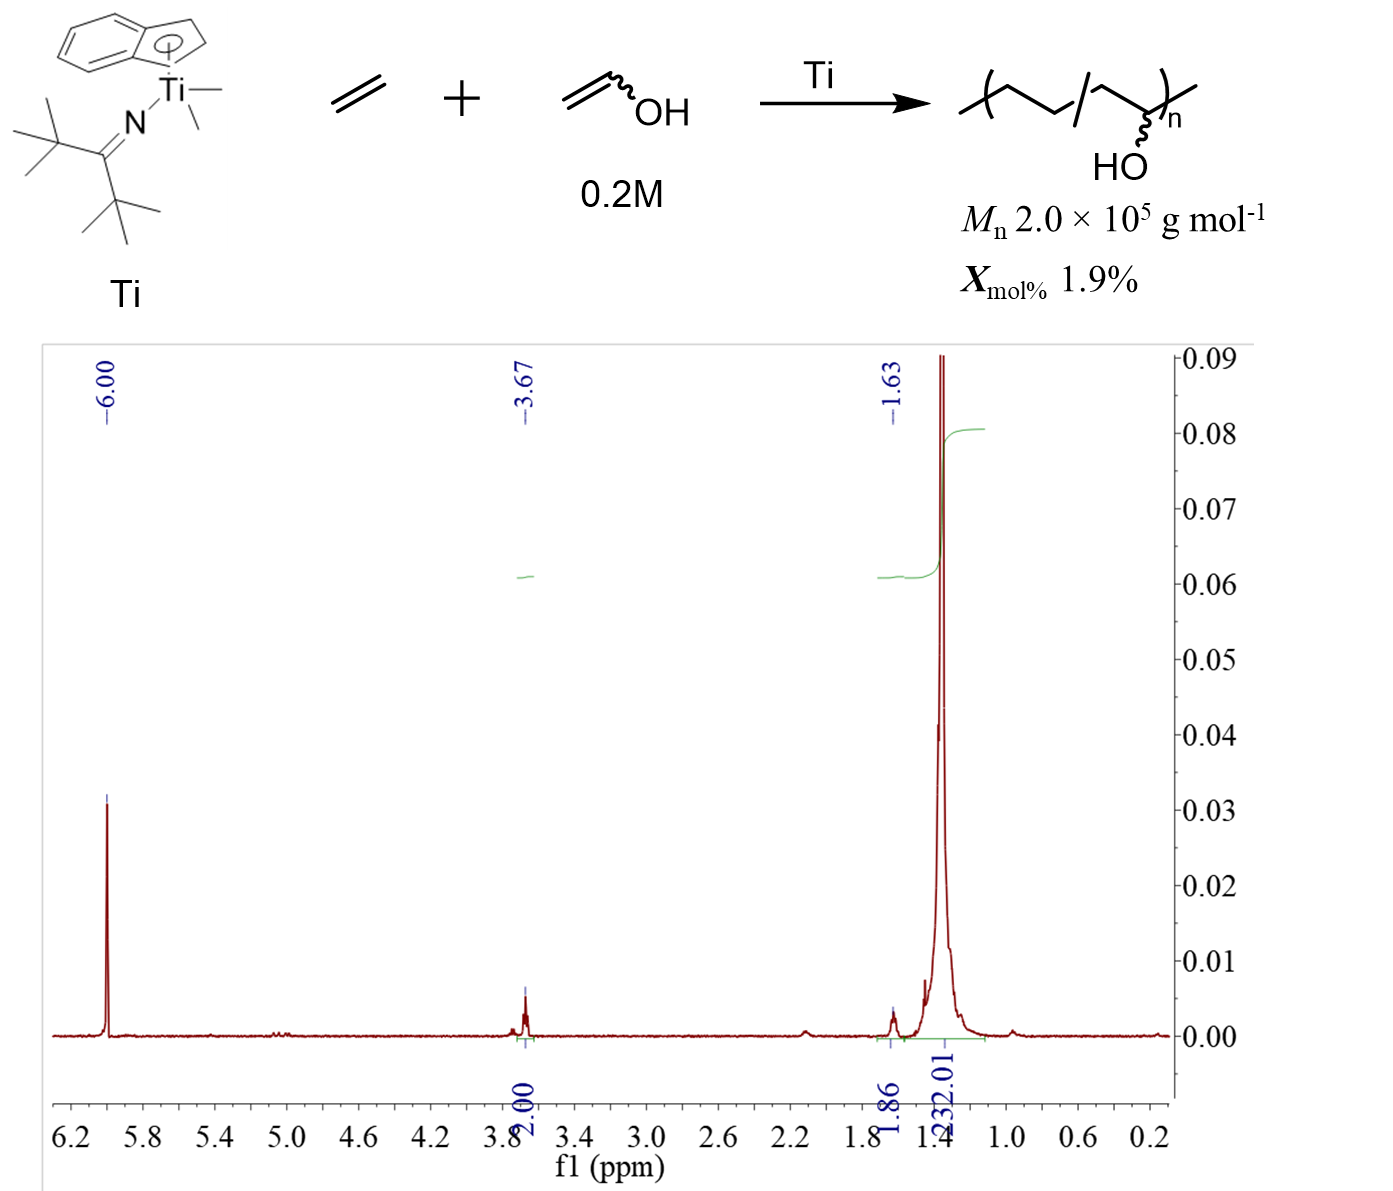 Ti
N
Ti
+
OH
0.2M
Ti
n
HO
Mn 2.0 × 10⁵ g mol⁻¹
Xmol% 1.9%
6.00
3.67
1.63
0.09
0.08
0.07
0.06
0.05
0.04
0.03
0.02
0.01
0.00
2.00
1.86
232.01
6.2 5.8 5.4 5.0 4.6 4.2 3.8 3.4 3.0 2.6 2.2 1.8 1.4 1.0 0.6 0.2
f1 (ppm)